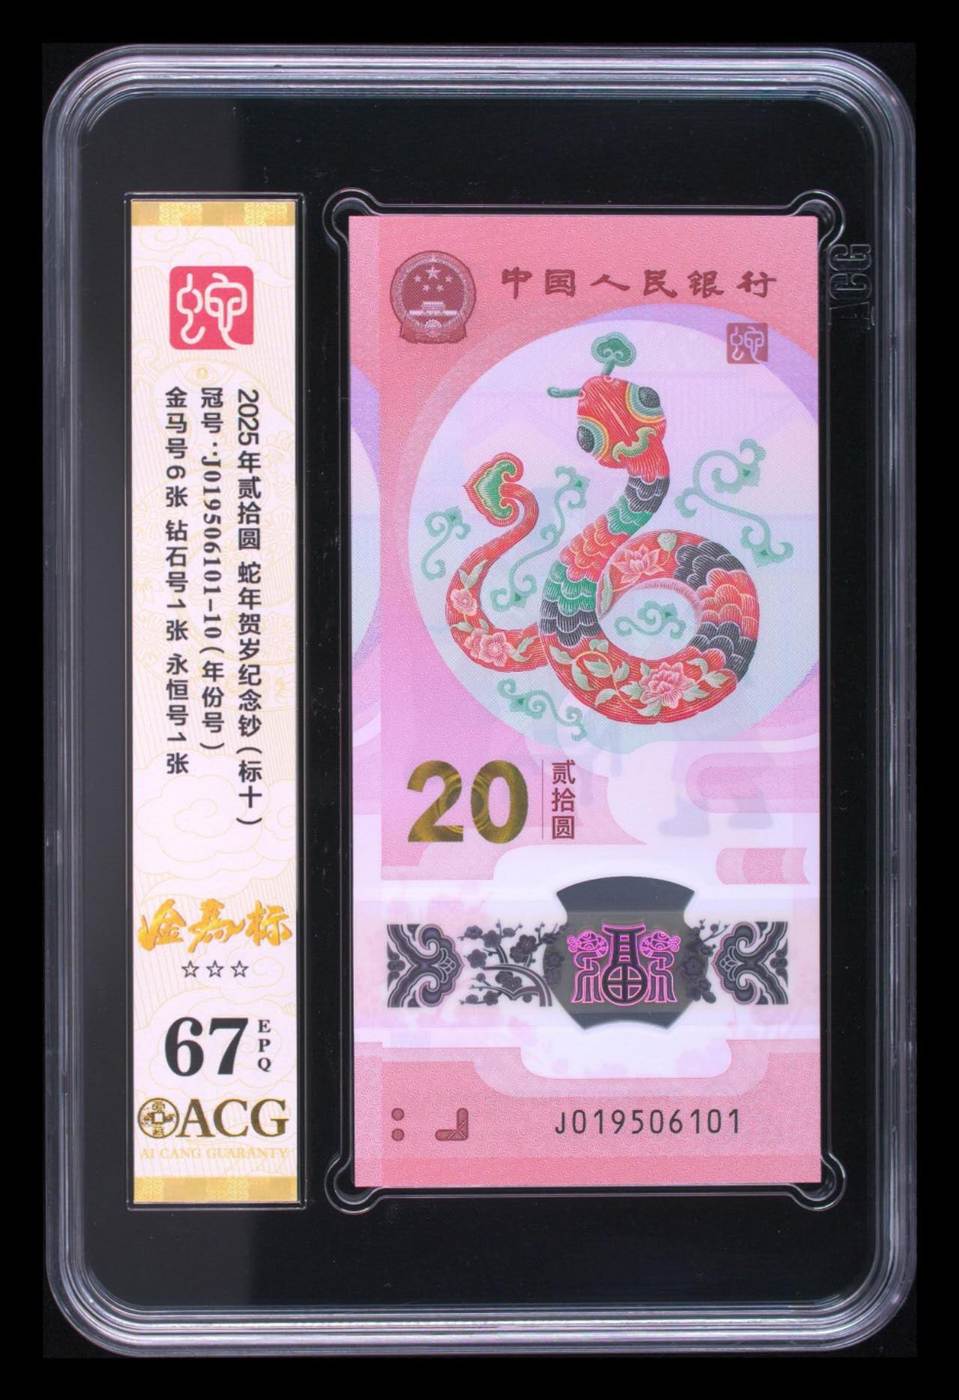 蛇
2025年贰拾圆 蛇年贺岁纪念钞(标十)
冠号:J019506101-10(年份号)
金马号6张 钻石号1张 永恒号1张
金马标
☆☆☆
67
EPQ
ACG
AI CANG GUARANTY
中国人民银行
蛇
20
贰拾圆
福
J019506101
ACG